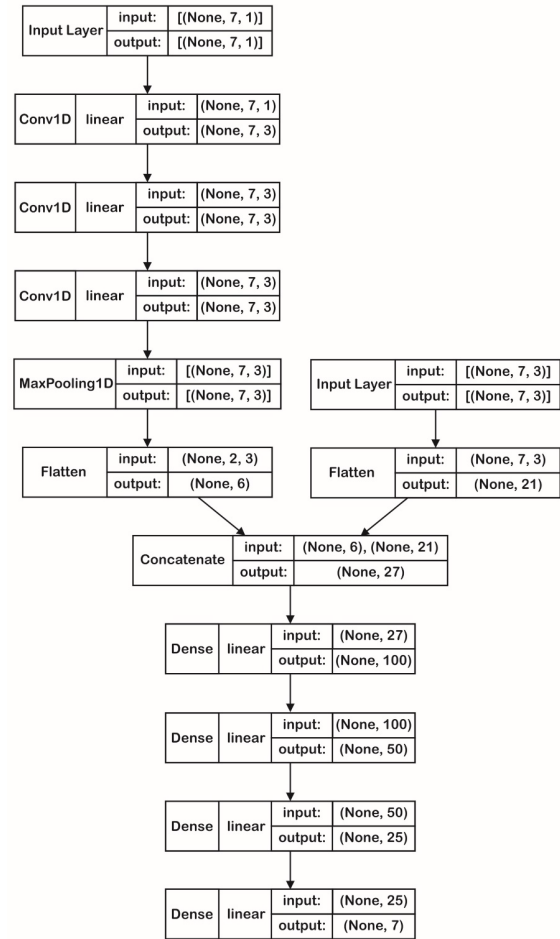 Input Layer
input: [(None, 7, 1)]
output: [(None, 7, 1)]
Conv1D linear
input: (None, 7, 1)
output: (None, 7, 3)
Conv1D linear
input: (None, 7, 3)
output: (None, 7, 3)
Conv1D linear
input: (None, 7, 3)
output: (None, 7, 3)
MaxPooling1D
input: [(None, 7, 3)]
output: [(None, 7, 3)]
Input Layer
input: [(None, 7, 3)]
output: [(None, 7, 3)]
Flatten
input: (None, 2, 3)
output: (None, 6)
Flatten
input: (None, 7, 3)
output: (None, 21)
Concatenate
input: (None, 6), (None, 21)
output: (None, 27)
Dense linear
input: (None, 27)
output: (None, 100)
Dense linear
input: (None, 100)
output: (None, 50)
Dense linear
input: (None, 50)
output: (None, 25)
Dense linear
input: (None, 25)
output: (None, 7)